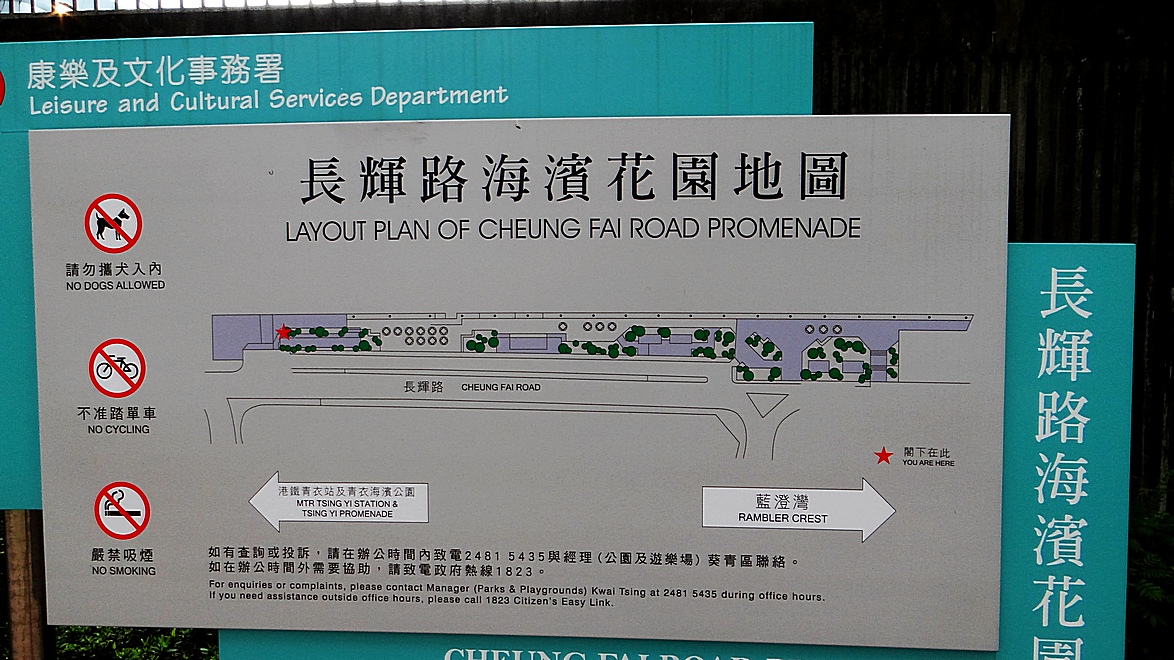 康樂及文化事務署
Leisure and Cultural Services Department
長輝路海濱花園地圖
LAYOUT PLAN OF CHEUNG FAI ROAD PROMENADE
請勿攜犬入內
NO DOGS ALLOWED
不准踏單車
NO CYCLING
嚴禁吸煙
NO SMOKING
長輝路 CHEUNG FAI ROAD
閣下在此
YOU ARE HERE
港鐵青衣站及青衣海濱公園
MTR TSING YI STATION &
TSING YI PROMENADE
藍澄灣
RAMBLER CREST
如有查詢或投訴，請在辦公時間內致電2481 5435與經理 (公園及遊樂場) 葵青區聯絡。
如在辦公時間外需要協助，請致電政府熱線1823。
For enquiries or complaints, please contact Manager (Parks & Playgrounds) Kwai Tsing at 2481 5435 during office hours.
If you need assistance outside office hours, please call 1823 Citizen's Easy Link.
長輝路海濱花園
CHEUNG FAI ROAD